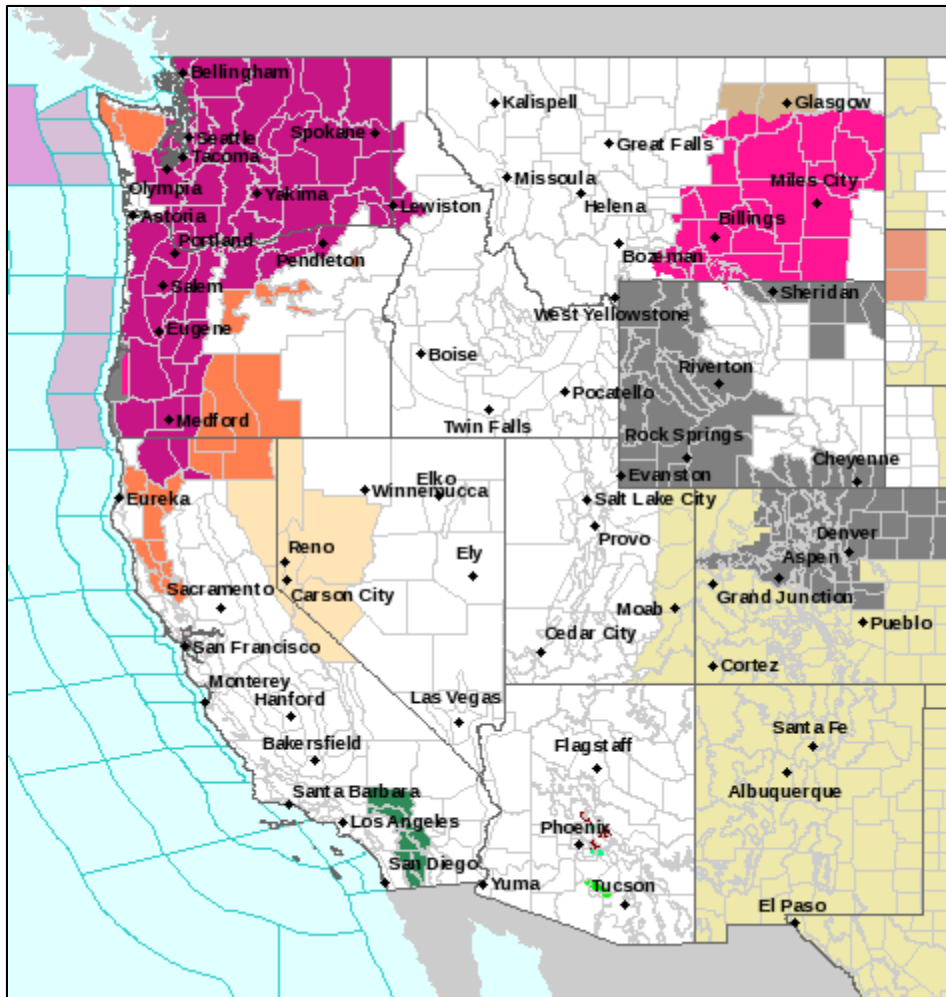 Bellingham
Kalispell
Glasgow
Seattle
Spokane
Great Falls
Tacoma
Missoula
Miles City
Olympia
Yakima
Helena
Lewiston
Astoria
Billings
Portland
Pendleton
Bozeman
Salem
Sheridan
West Yellowstone
Eugene
Boise
Riverton
Pocatello
Medford
Twin Falls
Rock Springs
Cheyenne
Elko
Evanston
Eureka
Winnemucca
Salt Lake City
Denver
Provo
Reno
Ely
Aspen
Sacramento
Carson City
Grand Junction
Moab
Pueblo
San Francisco
Cedar City
Cortez
Monterey
Hanford
Las Vegas
Santa Fe
Bakersfield
Flagstaff
Albuquerque
Santa Barbara
Los Angeles
Phoenix
San Diego
Yuma
Tucson
El Paso